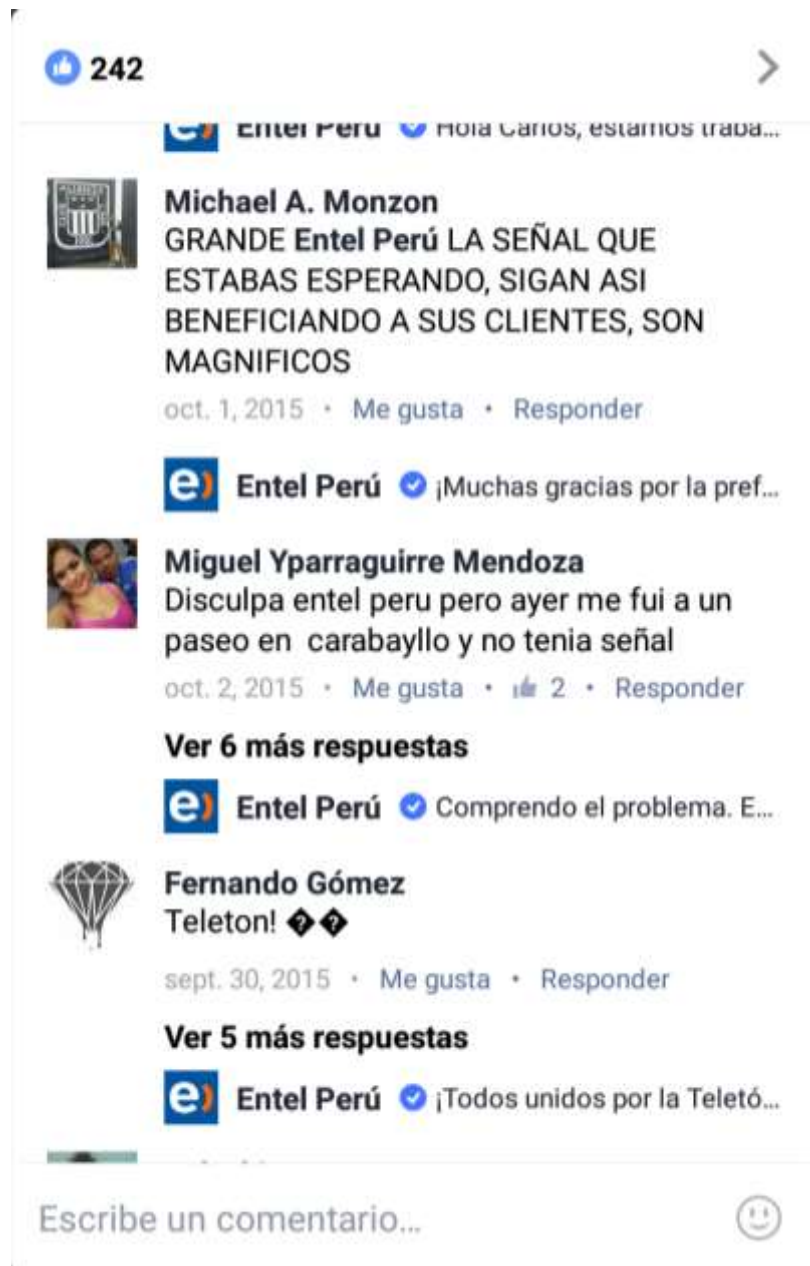 242
Entel Perú Hola Carlos, estamos traba...
Michael A. Monzon
GRANDE Entel Perú LA SEÑAL QUE
ESTABAS ESPERANDO, SIGAN ASI
BENEFICIANDO A SUS CLIENTES, SON
MAGNIFICOS
oct. 1, 2015 · Me gusta · Responder
e) Entel Perú ¡Muchas gracias por la pref...
Miguel Yparraguirre Mendoza
Disculpa entel peru pero ayer me fui a un
paseo en carabayllo y no tenia señal
oct. 2, 2015 · Me gusta · 2 · Responder
Ver 6 más respuestas
e) Entel Perú Comprendo el problema. E...
Fernando Gómez
Teleton! ��
sept. 30, 2015 · Me gusta · Responder
Ver 5 más respuestas
e) Entel Perú ¡Todos unidos por la Teletó...
Escribe un comentario...